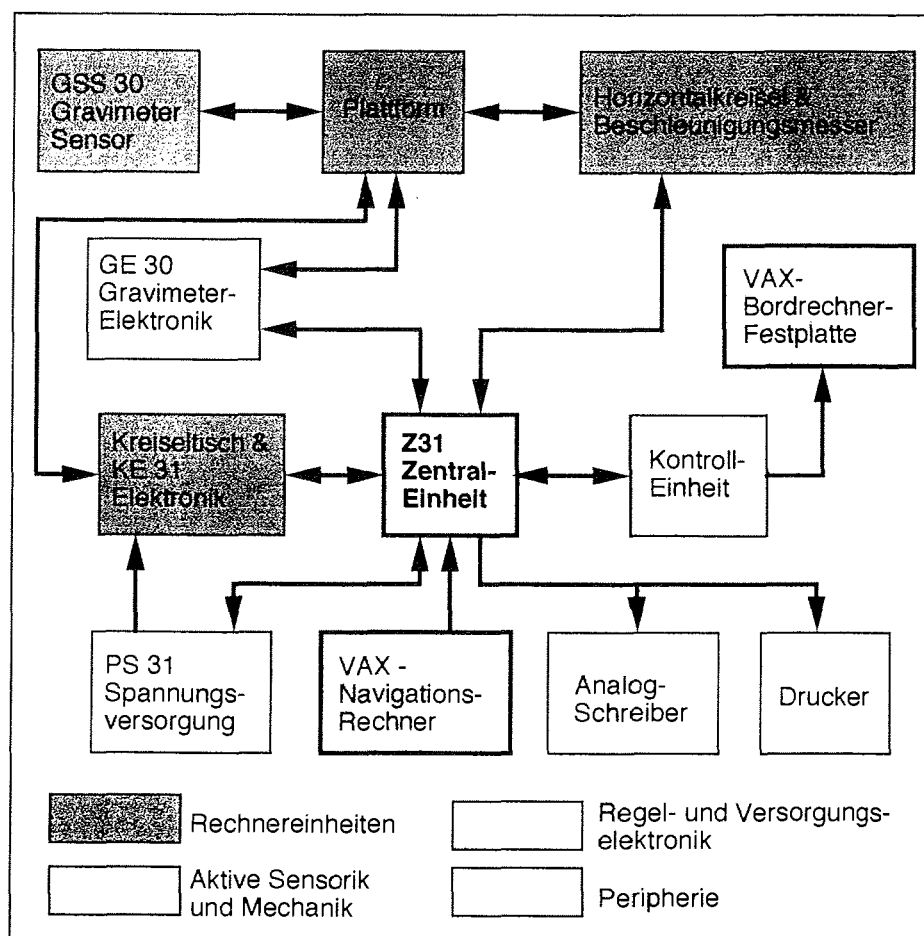 GSS 30
Gravimeter
Sensor
Plattform
Horizontalkreisel &
Beschleunigungsmesser
GE 30
Gravimeter-
Elektronik
VAX-
Bordrechner-
Festplatte
Kreiseltisch &
KE 31
Elektronik
Z31
Zentral-
Einheit
Kontroll-
Einheit
PS 31
Spannungs-
versorgung
VAX -
Navigations-
Rechner
Analog-
Schreiber
Drucker
Rechnereinheiten
Regel- und Versorgungs-
elektronik
Aktive Sensorik
und Mechanik
Peripherie